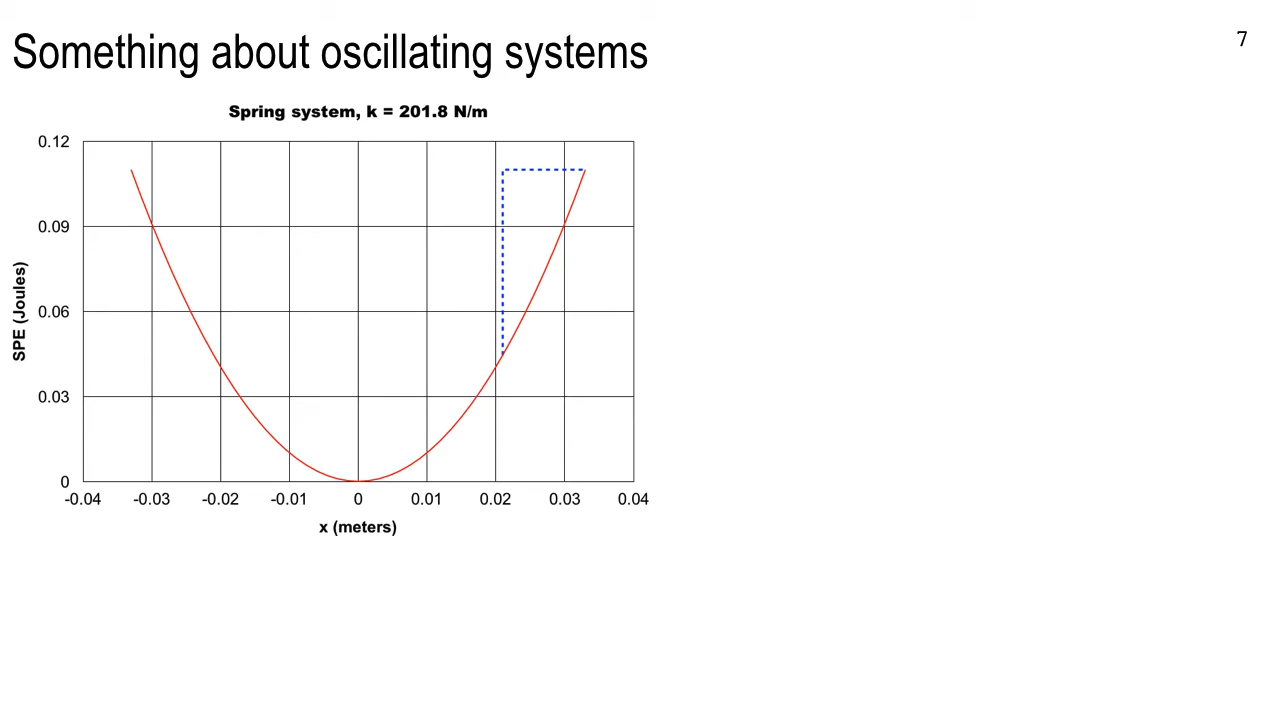 Something about oscillating systems
7
Spring system, k = 201.8 N/m
0.12
0.09
0.06
0.03
0
SPE (Joules)
-0.04 -0.03 -0.02 -0.01 0 0.01 0.02 0.03 0.04
x (meters)